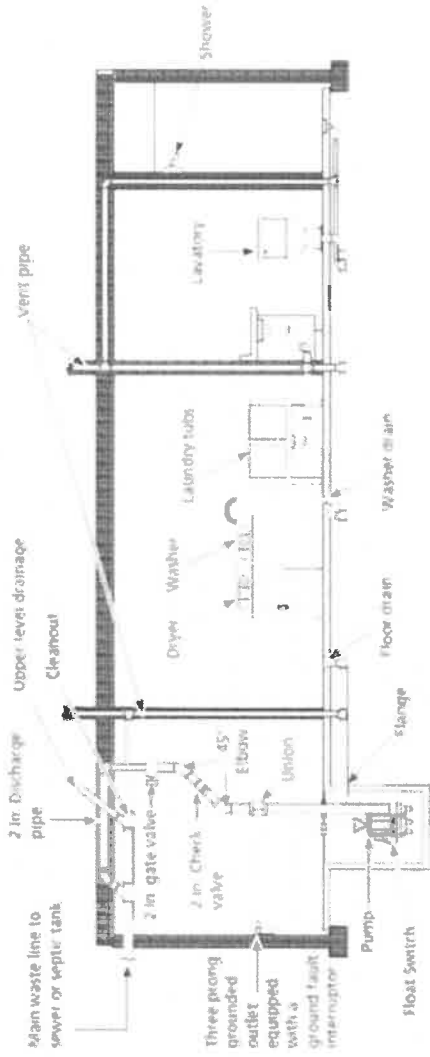 Main waste line to
sewer or septic tank
2 in. Discharge
pipe
Upper level drainage
Cleanout
Vent pipe
Shower
Lavatory
Laundry tubs
Washer
Dryer
2 in. gate valve
2 in. Check
valve
45°
Elbow
Union
Three prong
grounded
outlet
equipped
with a
ground fault
interruptor
Pump
Float Switch
Flange
Floor drain
Washer drain